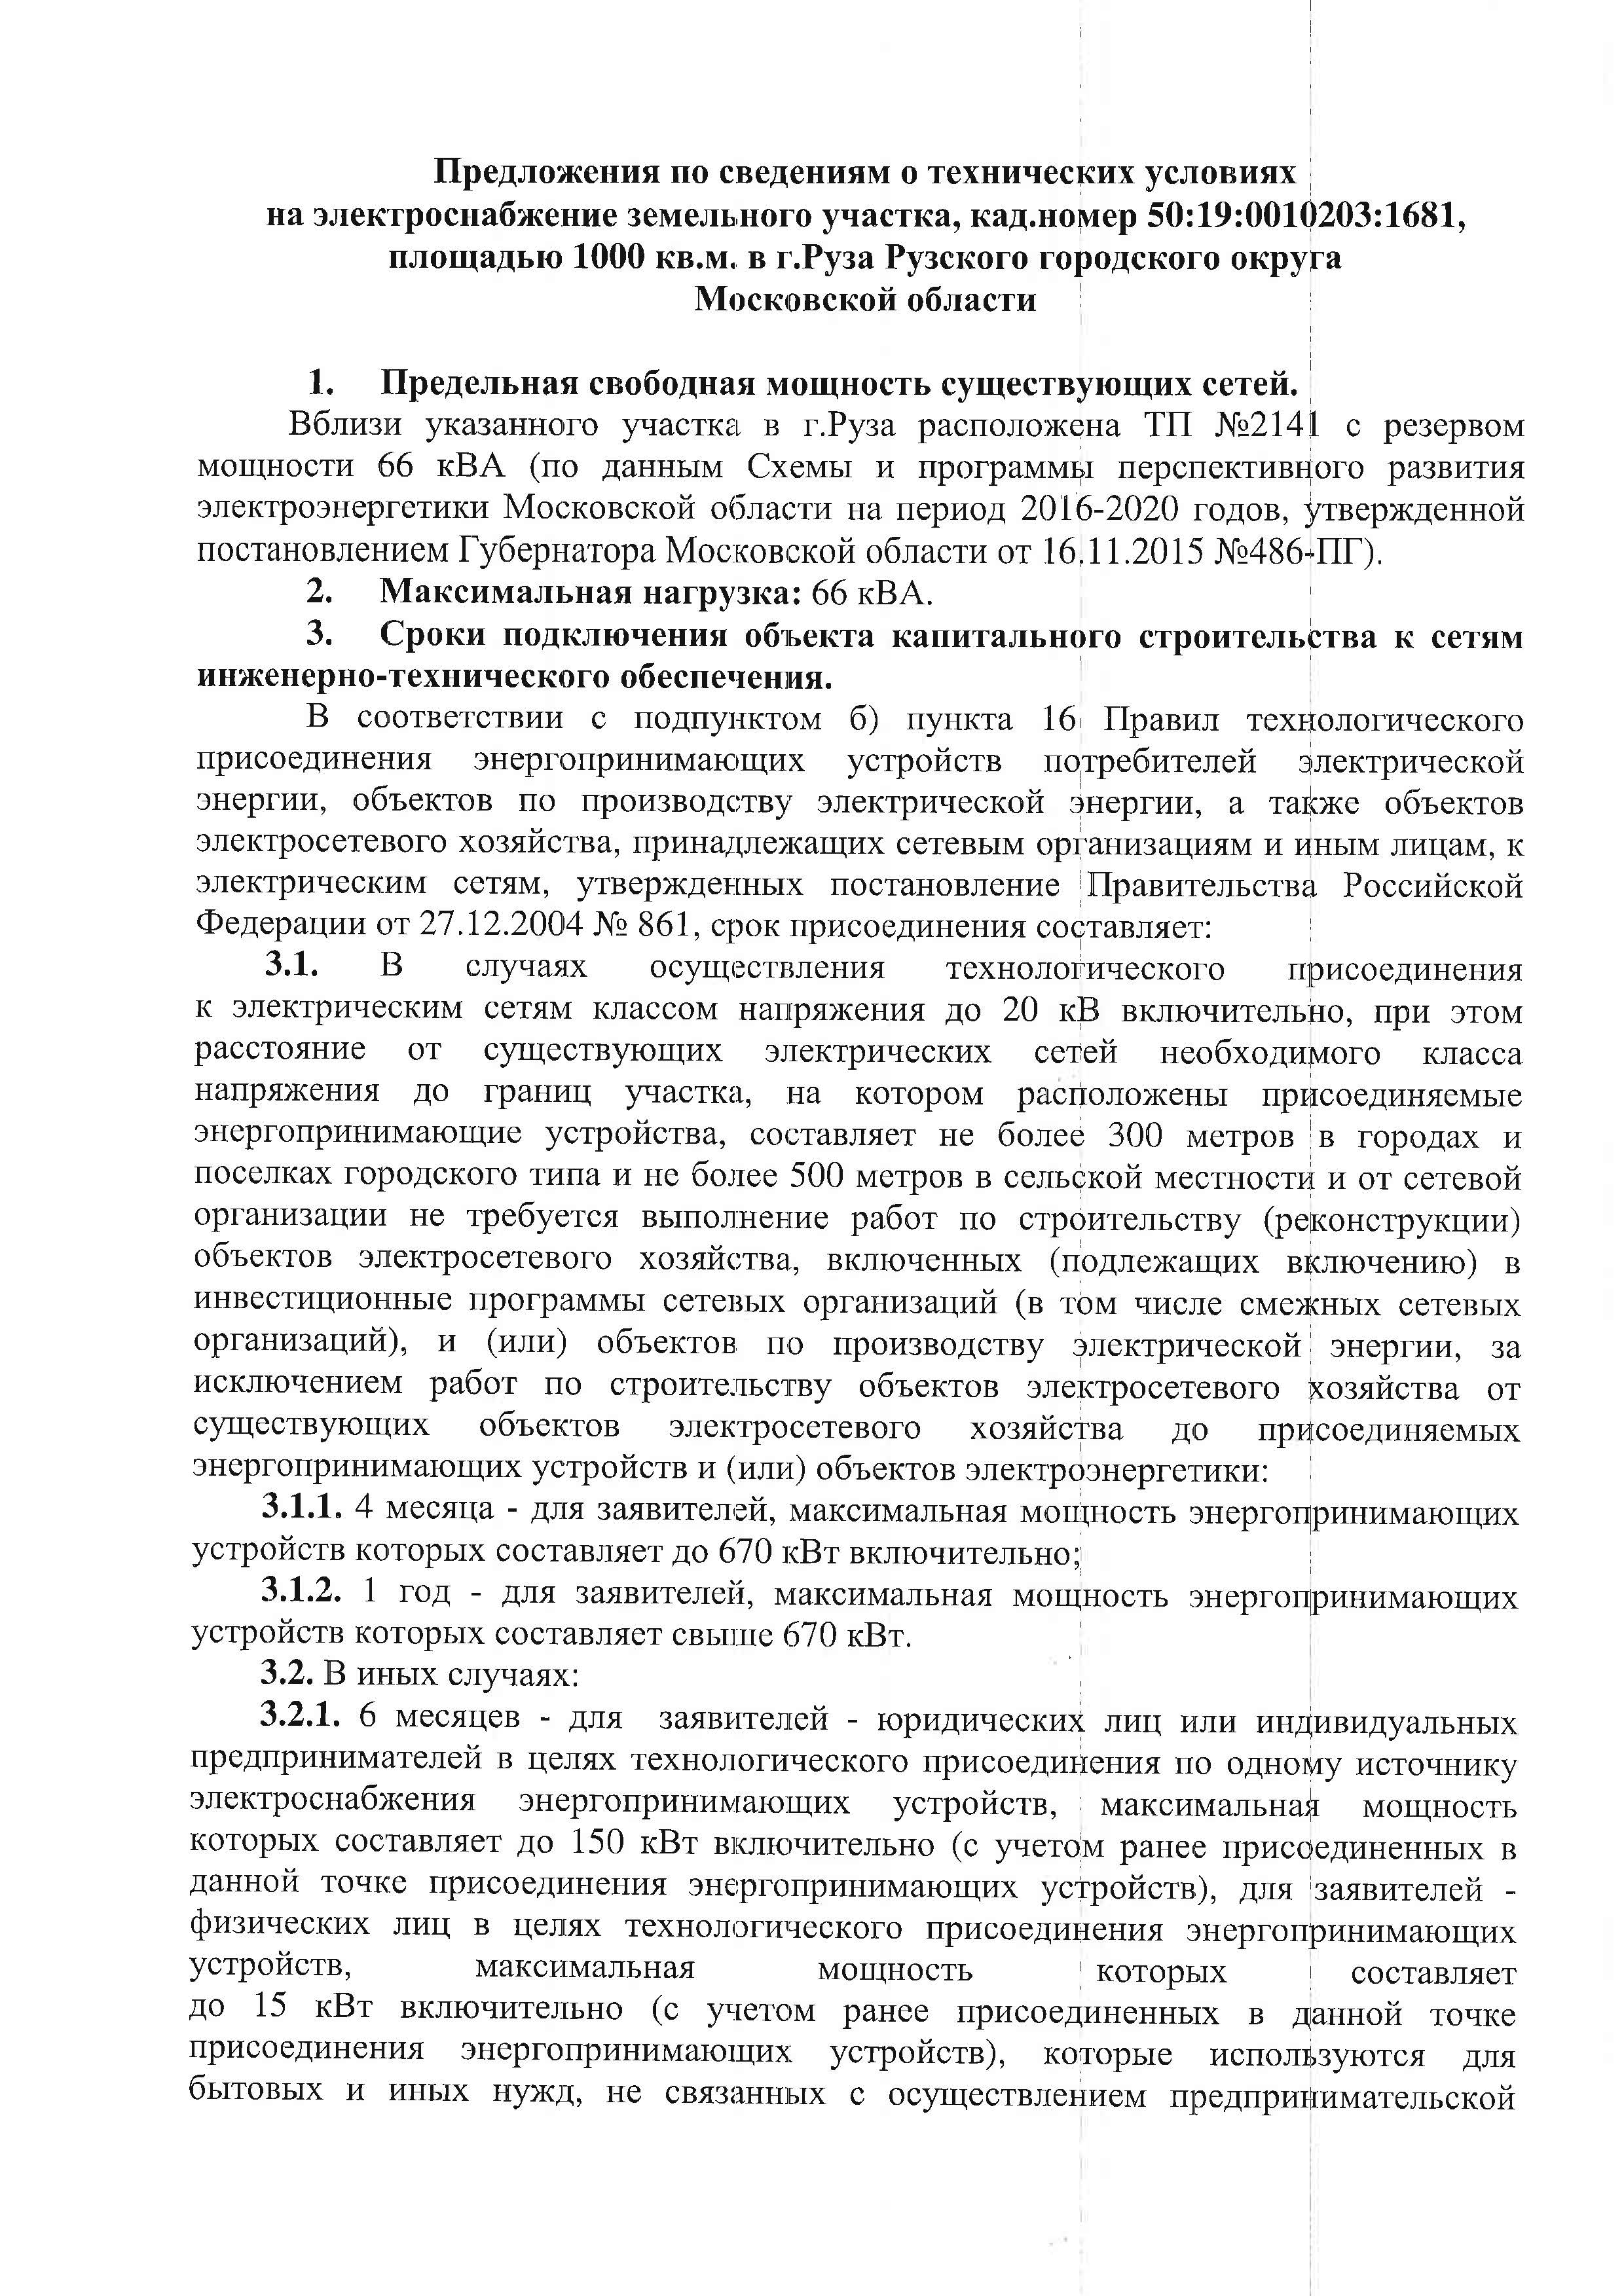 Предложения по сведениям о технических условиях
на электроснабжение земельного участка, кад.номер 50:19:0010203:1681,
площадью 1000 кв.м. в г.Руза Рузского городского округа
Московской области
1. Предельная свободная мощность существующих сетей.
Вблизи указанного участка в г.Руза расположена ТП №2141 с резервом
мощности 66 кВА (по данным Схемы и программы перспективного развития
электроэнергетики Московской области на период 2016-2020 годов, утвержденной
постановлением Губернатора Московской области от 16.11.2015 №486-ПГ).
2. Максимальная нагрузка: 66 кВА.
3. Сроки подключения объекта капитального строительства к сетям
инженерно-технического обеспечения.
В соответствии с подпунктом б) пункта 16 Правил технологического
присоединения энергопринимающих устройств потребителей электрической
энергии, объектов по производству электрической энергии, а также объектов
электросетевого хозяйства, принадлежащих сетевым организациям и иным лицам, к
электрическим сетям, утвержденных постановление Правительства Российской
Федерации от 27.12.2004 № 861, срок присоединения составляет:
3.1. В случаях осуществления технологического присоединения
к электрическим сетям классом напряжения до 20 кВ включительно, при этом
расстояние от существующих электрических сетей необходимого класса
напряжения до границ участка, на котором расположены присоединяемые
энергопринимающие устройства, составляет не более 300 метров в городах и
поселках городского типа и не более 500 метров в сельской местности и от сетевой
организации не требуется выполнение работ по строительству (реконструкции)
объектов электросетевого хозяйства, включенных (подлежащих включению) в
инвестиционные программы сетевых организаций (в том числе смежных сетевых
организаций), и (или) объектов по производству электрической энергии, за
исключением работ по строительству объектов электросетевого хозяйства от
существующих объектов электросетевого хозяйства до присоединяемых
энергопринимающих устройств и (или) объектов электроэнергетики:
3.1.1. 4 месяца - для заявителей, максимальная мощность энергопринимающих
устройств которых составляет до 670 кВт включительно;
3.1.2. 1 год - для заявителей, максимальная мощность энергопринимающих
устройств которых составляет свыше 670 кВт.
3.2. В иных случаях:
3.2.1. 6 месяцев - для заявителей - юридических лиц или индивидуальных
предпринимателей в целях технологического присоединения по одному источнику
электроснабжения энергопринимающих устройств, максимальная мощность
которых составляет до 150 кВт включительно (с учетом ранее присоединенных в
данной точке присоединения энергопринимающих устройств), для заявителей -
физических лиц в целях технологического присоединения энергопринимающих
устройств, максимальная мощность которых составляет
до 15 кВт включительно (с учетом ранее присоединенных в данной точке
присоединения энергопринимающих устройств), которые используются для
бытовых и иных нужд, не связанных с осуществлением предпринимательской